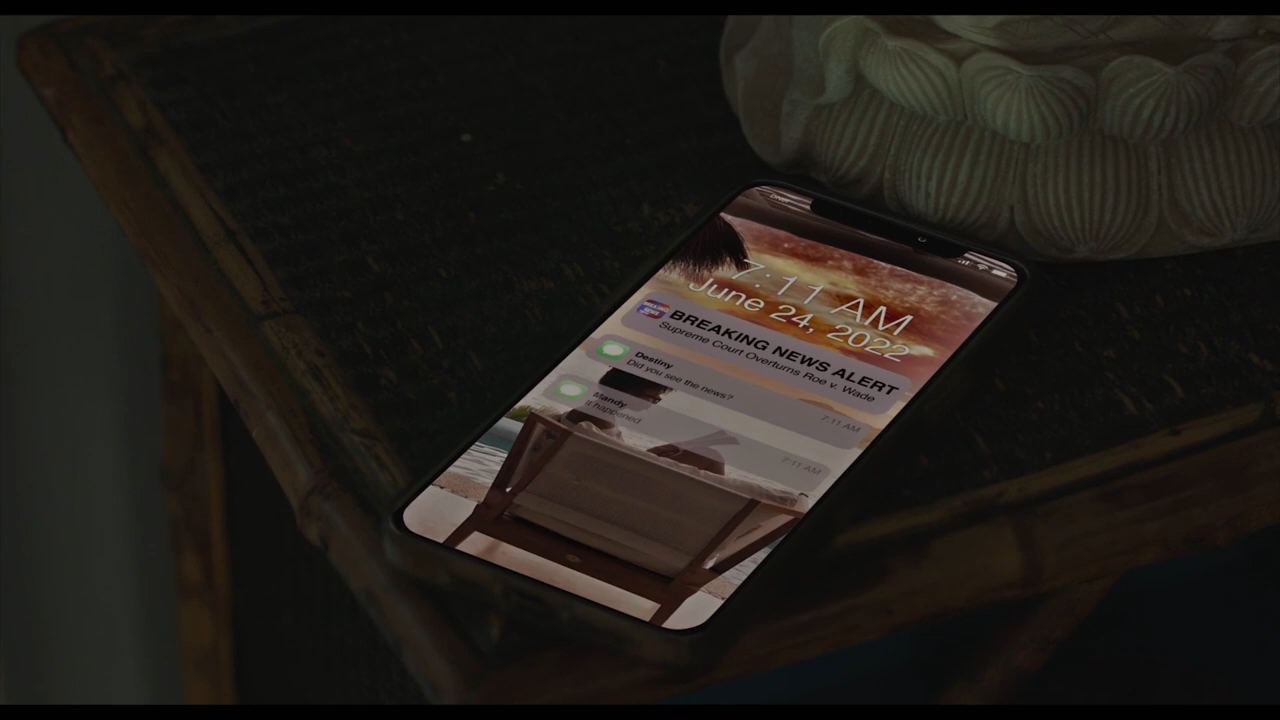 7:11 AM
June 24, 2022
BREAKING NEWS ALERT
Supreme Court Overturns Roe v. Wade
Destiny
Did you see the news?
7:11 AM
Mandy
happened
7:11 AM